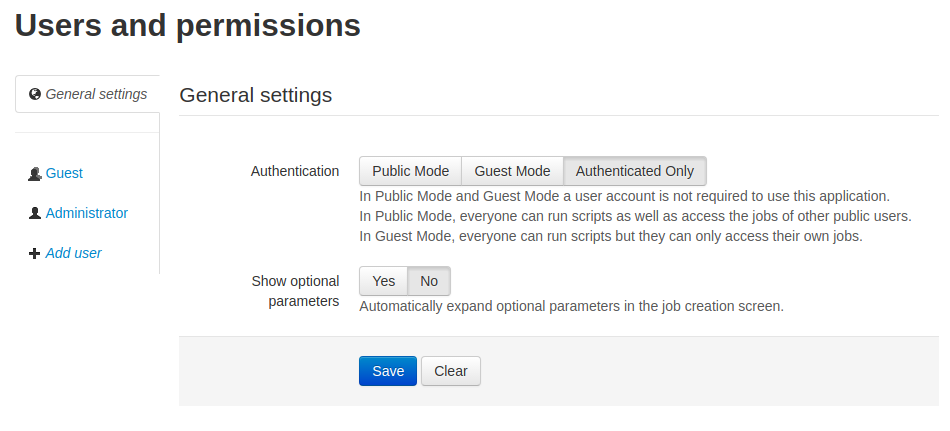 Users and permissions
General settings
Guest
Administrator
Add user
General settings
Authentication
Public Mode Guest Mode Authenticated Only
In Public Mode and Guest Mode a user account is not required to use this application.
In Public Mode, everyone can run scripts as well as access the jobs of other public users.
In Guest Mode, everyone can run scripts but they can only access their own jobs.
Show optional
parameters
Yes No
Automatically expand optional parameters in the job creation screen.
Save Clear